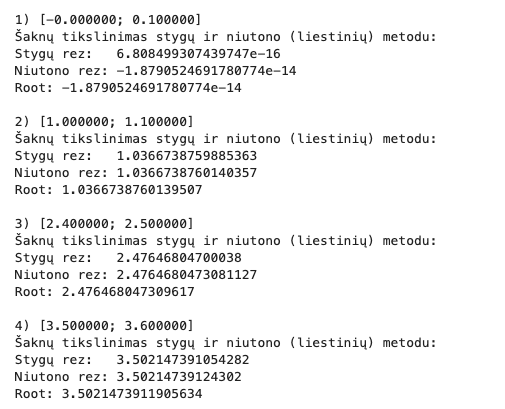 1) [-0.000000; 0.100000]
Šaknų tikslinimas stygų ir niutono (liestinių) metodu:
Stygų rez:   6.808499307439747e-16
Niutono rez: -1.8790524691780774e-14
Root: -1.8790524691780774e-14
2) [1.000000; 1.100000]
Šaknų tikslinimas stygų ir niutono (liestinių) metodu:
Stygų rez:   1.0366738759885363
Niutono rez: 1.0366738760140357
Root: 1.0366738760139507
3) [2.400000; 2.500000]
Šaknų tikslinimas stygų ir niutono (liestinių) metodu:
Stygų rez:   2.47646804700038
Niutono rez: 2.4764680473081127
Root: 2.476468047309617
4) [3.500000; 3.600000]
Šaknų tikslinimas stygų ir niutono (liestinių) metodu:
Stygų rez:   3.502147391054282
Niutono rez: 3.50214739124302
Root: 3.5021473911905634